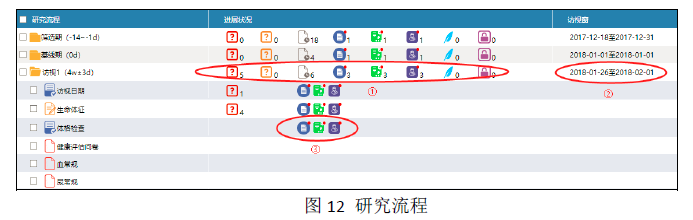 研究流程 进展状况 访视窗
筛选期（-14~-1d） 0 0 18 1 1 1 0 0 2017-12-18至2017-12-31
基线期（0d） 0 0 4 1 1 1 0 0 2018-01-01至2018-01-01
访视1（4w±3d） 5 0 6 3 3 3 0 0 2018-01-26至2018-02-01
访视日期 1 ① ②
生命体征 4
体格检查
健康评估问卷 ③
血常规
尿常规
图 12 研究流程